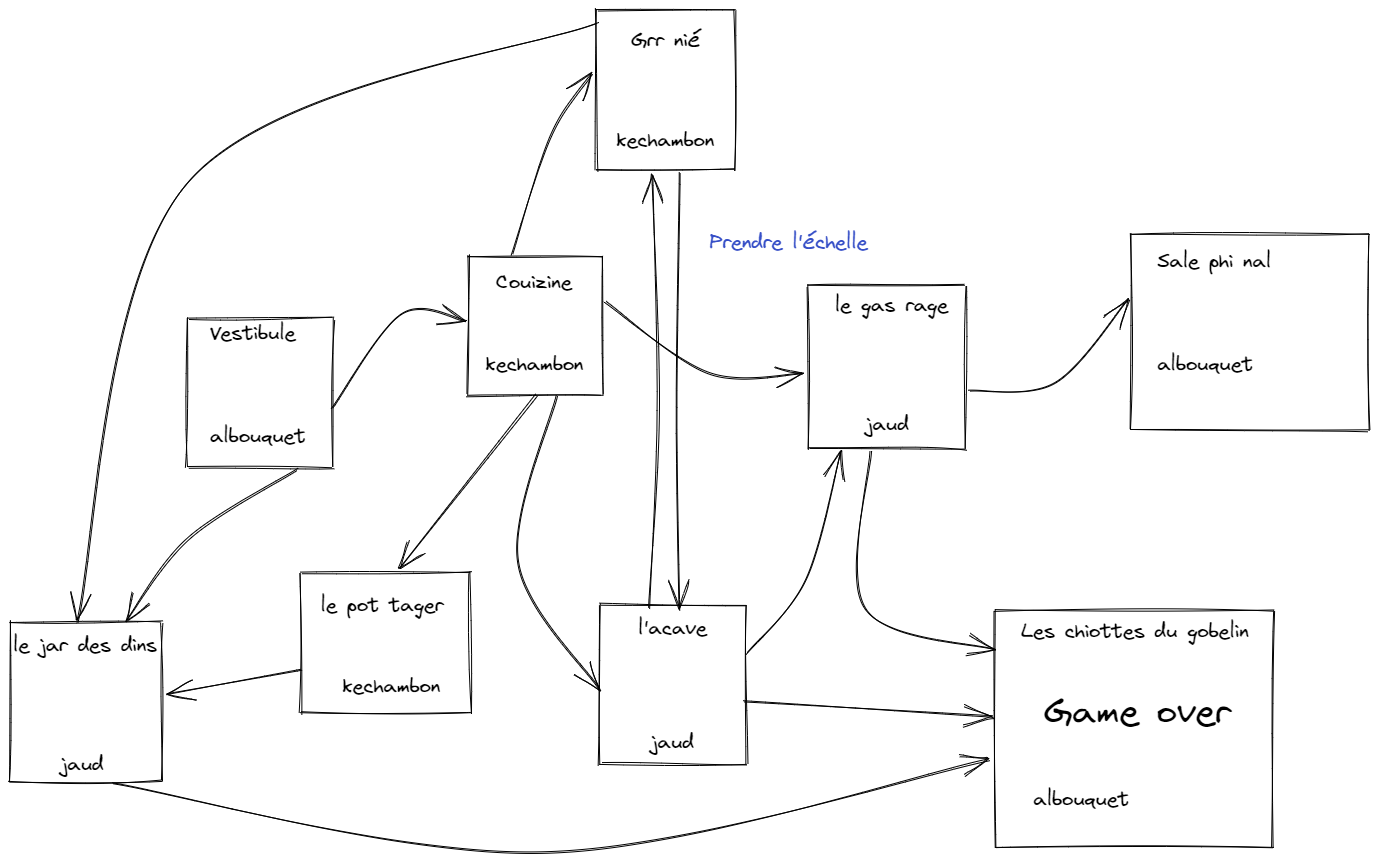 Grr nié
kechambon
Prendre l'échelle
Sale phi nal
albouquet
Couizine
kechambon
le gas rage
jaud
Vestibule
albouquet
le pot tager
kechambon
l'acave
jaud
le jar des dins
jaud
Les chiottes du gobelin
Game over
albouquet